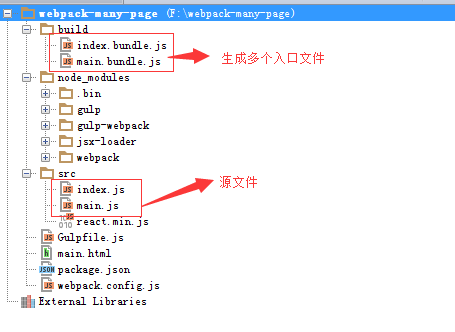 webpack-many-page (F:\webpack-many-page)
build
index.bundle.js
main.bundle.js
生成多个入口文件
node_modules
.bin
gulp
gulp-webpack
jsx-loader
webpack
src
index.js
main.js
源文件
react.min.js
Gulpfile.js
main.html
package.json
webpack.config.js
External Libraries